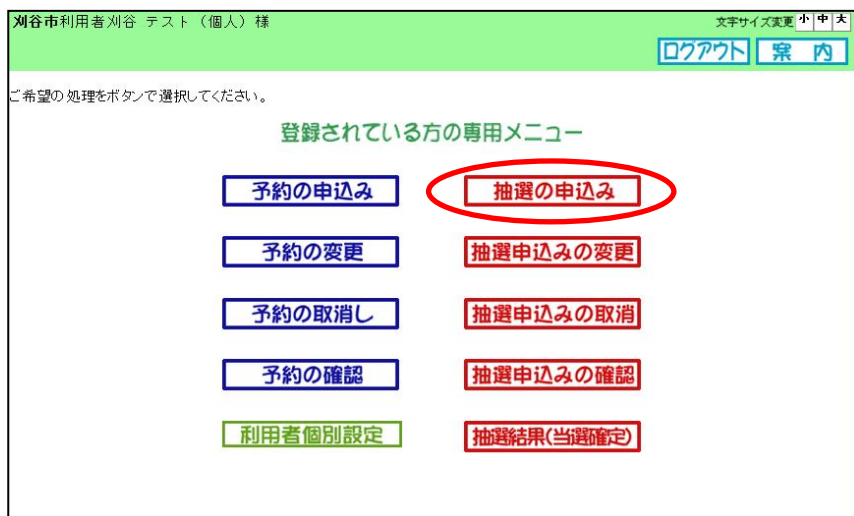 刈谷市利用者刈谷 テスト（個人）様
文字サイズ変更 小 中 大
ログアウト 案 内
ご希望の処理をボタンで選択してください。
登録されている方の専用メニュー
予約の申込み 抽選の申込み
予約の変更 抽選申込みの変更
予約の取消し 抽選申込みの取消
予約の確認 抽選申込みの確認
利用者個別設定 抽選結果(当選確定)